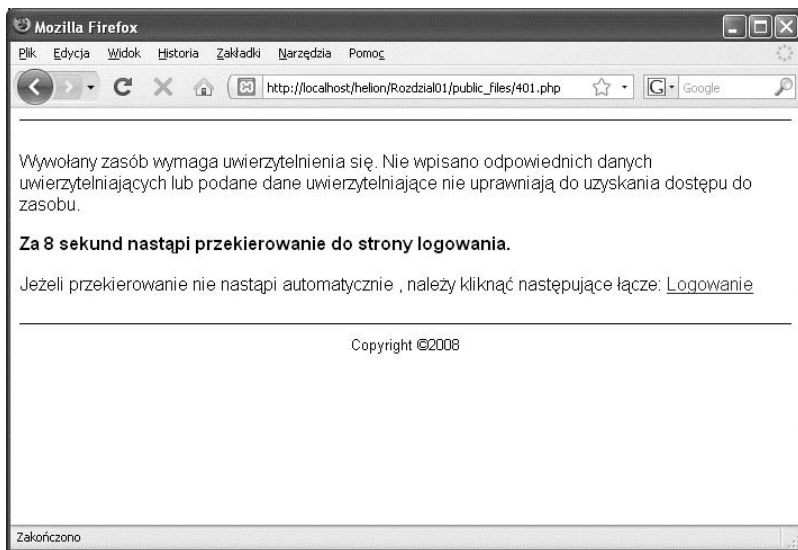 Mozilla Firefox
Plik Edycja Widok Historia Zakładki Narzędzia Pomoc
http://localhost/helion/Rozdzial01/public_files/401.php G Google
Wywołany zasób wymaga uwierzytelnienia się. Nie wpisano odpowiednich danych
uwierzytelniających lub podane dane uwierzytelniające nie uprawniają do uzyskania dostępu do
zasobu.
Za 8 sekund nastąpi przekierowanie do strony logowania.
Jeżeli przekierowanie nie nastąpi automatycznie , należy kliknąć następujące łącze: Logowanie
Copyright ©2008
Zakończono